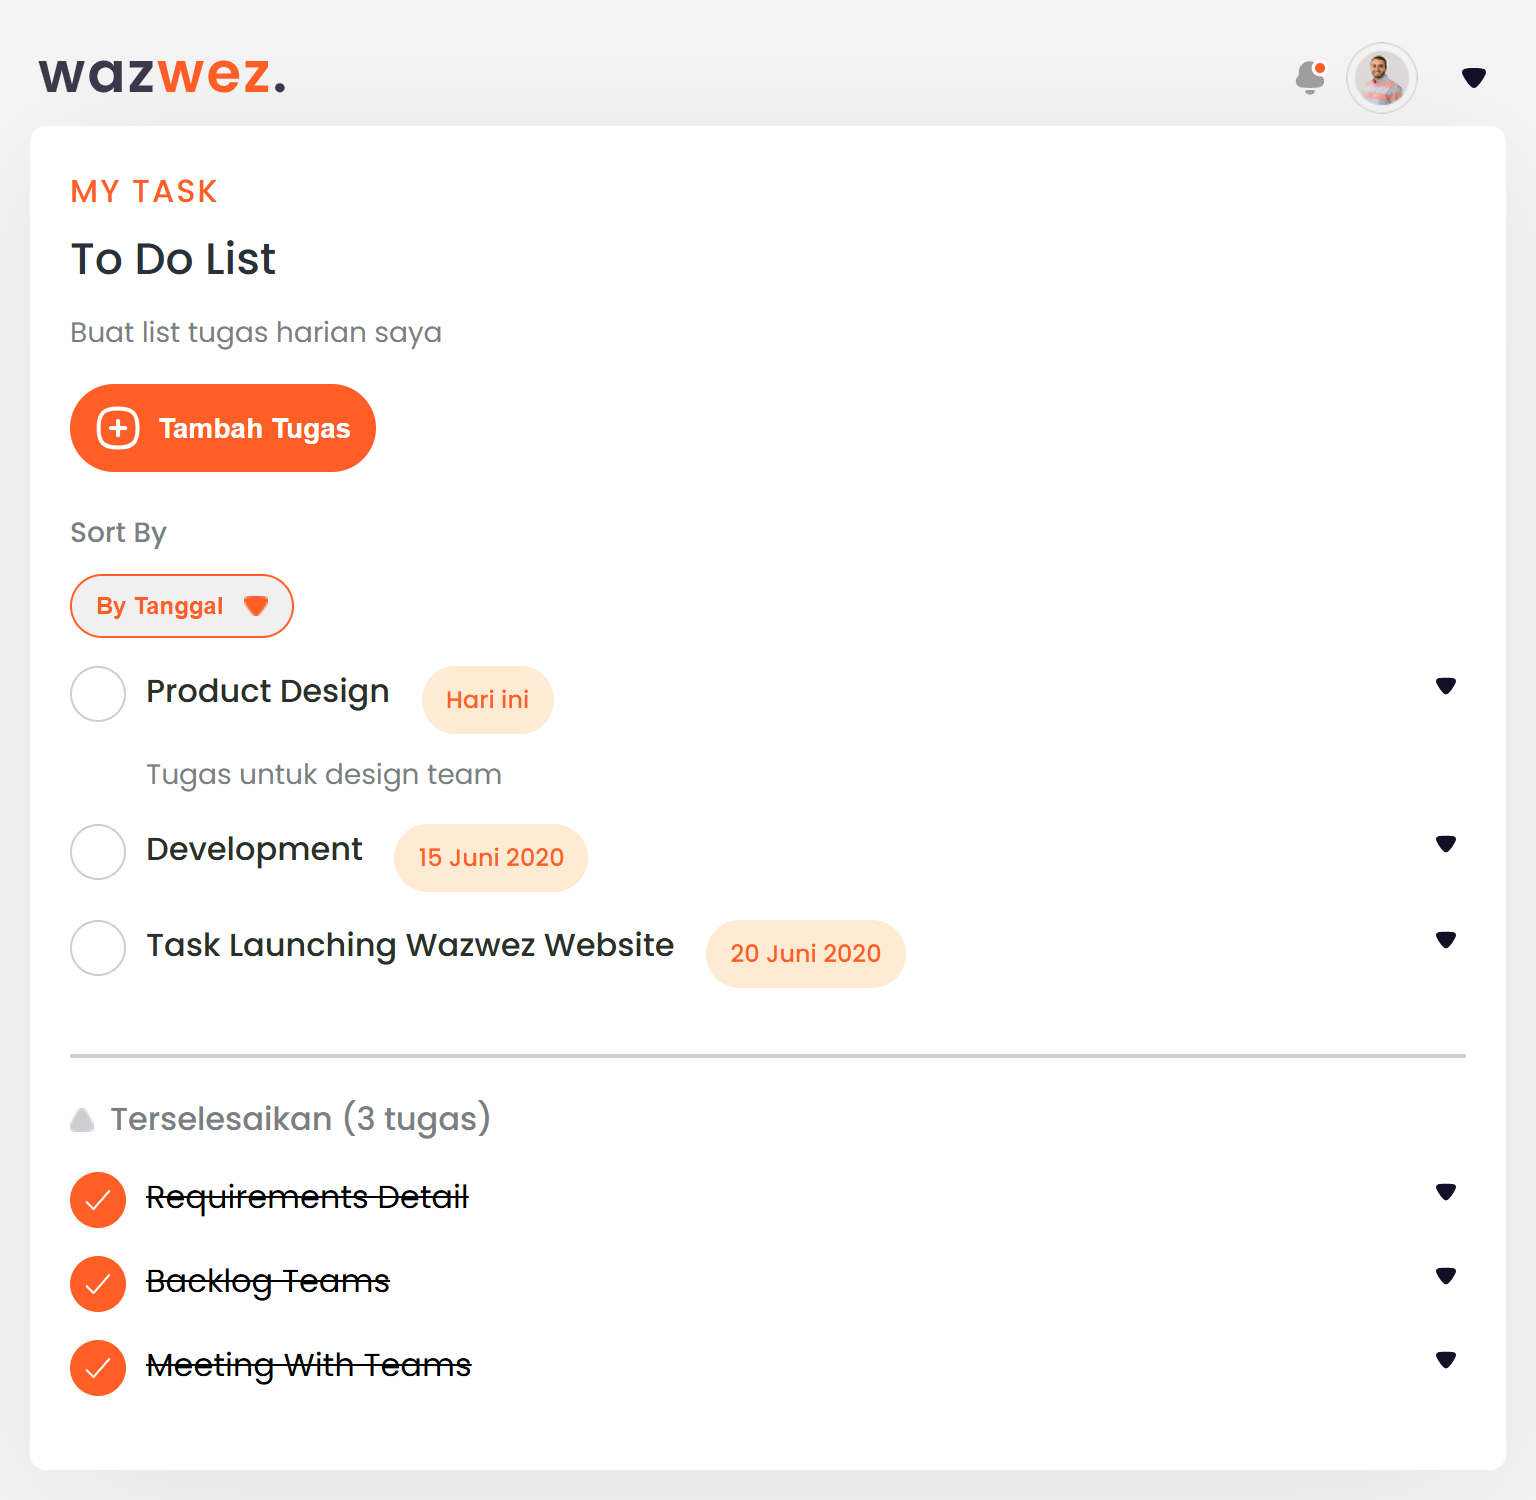 wazwez.
MY TASK
To Do List
Buat list tugas harian saya
Tambah Tugas
Sort By
By Tanggal
Product Design
Hari ini
Tugas untuk design team
Development
15 Juni 2020
Task Launching Wazwez Website
20 Juni 2020
Terselesaikan (3 tugas)
Requirements Detail
Backlog Teams
Meeting With Teams